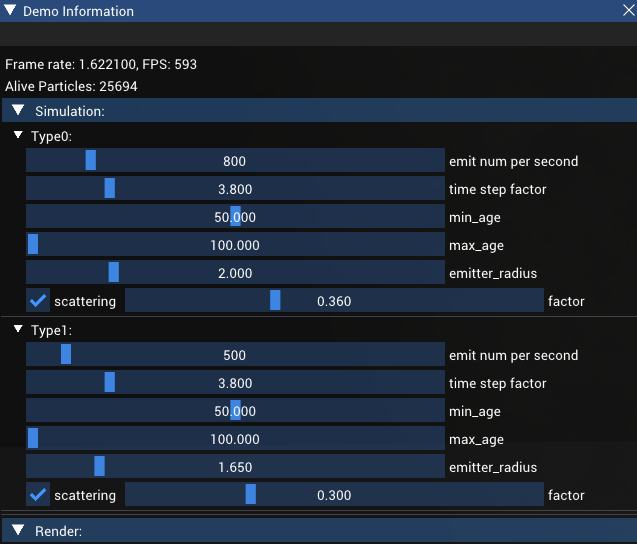 Demo Information
Frame rate: 1.622100, FPS: 593
Alive Particles: 25694
Simulation:
Type0:
800 emit num per second
3.800 time step factor
50.000 min_age
100.000 max_age
2.000 emitter_radius
scattering 0.360 factor
Type1:
500 emit num per second
3.800 time step factor
50.000 min_age
100.000 max_age
1.650 emitter_radius
scattering 0.300 factor
Render: